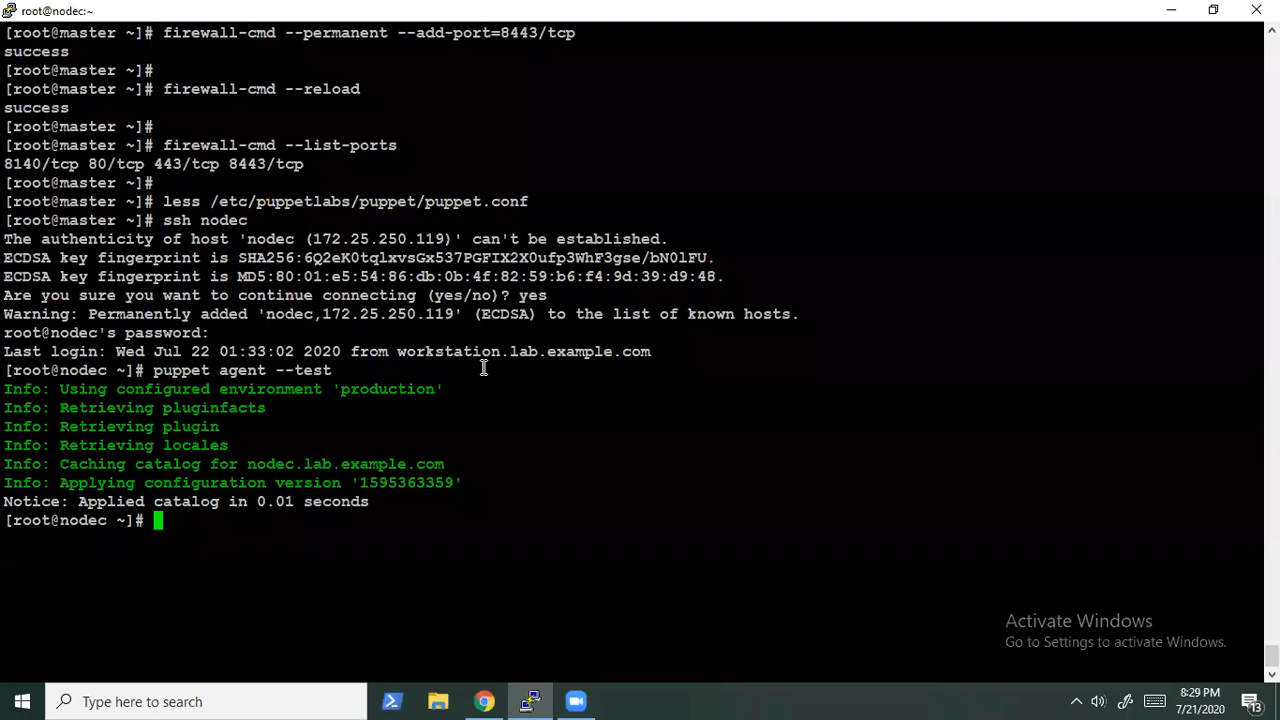 root@nodec:~
[root@master ~]# firewall-cmd --permanent --add-port=8443/tcp
success
[root@master ~]#
[root@master ~]# firewall-cmd --reload
success
[root@master ~]#
[root@master ~]# firewall-cmd --list-ports
8140/tcp 80/tcp 443/tcp 8443/tcp
[root@master ~]#
[root@master ~]# less /etc/puppetlabs/puppet/puppet.conf
[root@master ~]# ssh nodec
The authenticity of host 'nodec (172.25.250.119)' can't be established.
ECDSA key fingerprint is SHA256:6Q2eK0tqlxvsGx537PGFIX2X0ufp3WhF3gse/bN0lFU.
ECDSA key fingerprint is MD5:80:01:e5:54:86:db:0b:4f:82:59:b6:f4:9d:39:d9:48.
Are you sure you want to continue connecting (yes/no)? yes
Warning: Permanently added 'nodec,172.25.250.119' (ECDSA) to the list of known hosts.
root@nodec's password:
Last login: Wed Jul 22 01:33:02 2020 from workstation.lab.example.com
[root@nodec ~]# puppet agent --test
Info: Using configured environment 'production'
Info: Retrieving pluginfacts
Info: Retrieving plugin
Info: Retrieving locales
Info: Caching catalog for nodec.lab.example.com
Info: Applying configuration version '1595363359'
Notice: Applied catalog in 0.01 seconds
[root@nodec ~]#
Activate Windows
Go to Settings to activate Windows.
Type here to search
8:29 PM
7/21/2020
13